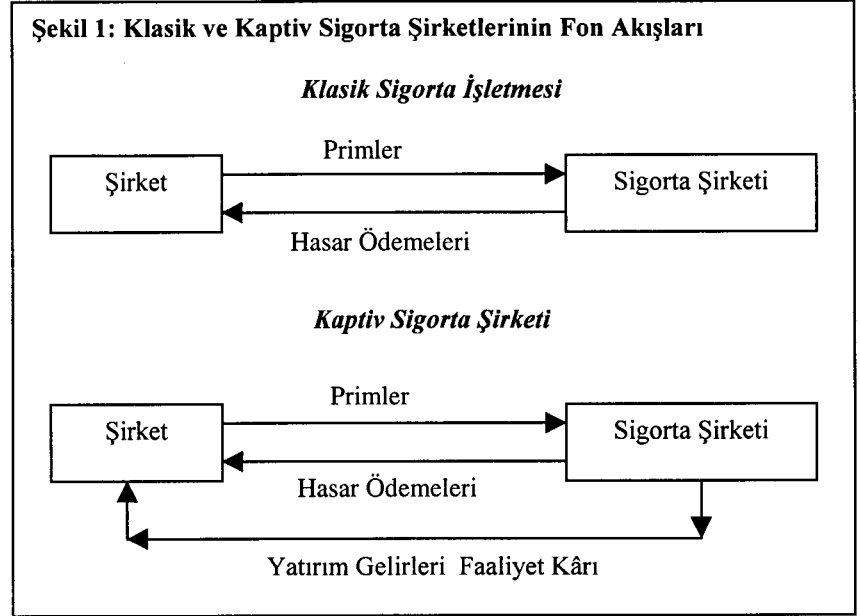 Şekil 1: Klasik ve Kaptiv Sigorta Şirketlerinin Fon Akışları
Klasik Sigorta İşletmesi
Primler
Şirket
Sigorta Şirketi
Hasar Ödemeleri
Kaptiv Sigorta Şirketi
Primler
Şirket
Sigorta Şirketi
Hasar Ödemeleri
Yatırım Gelirleri Faaliyet Kârı